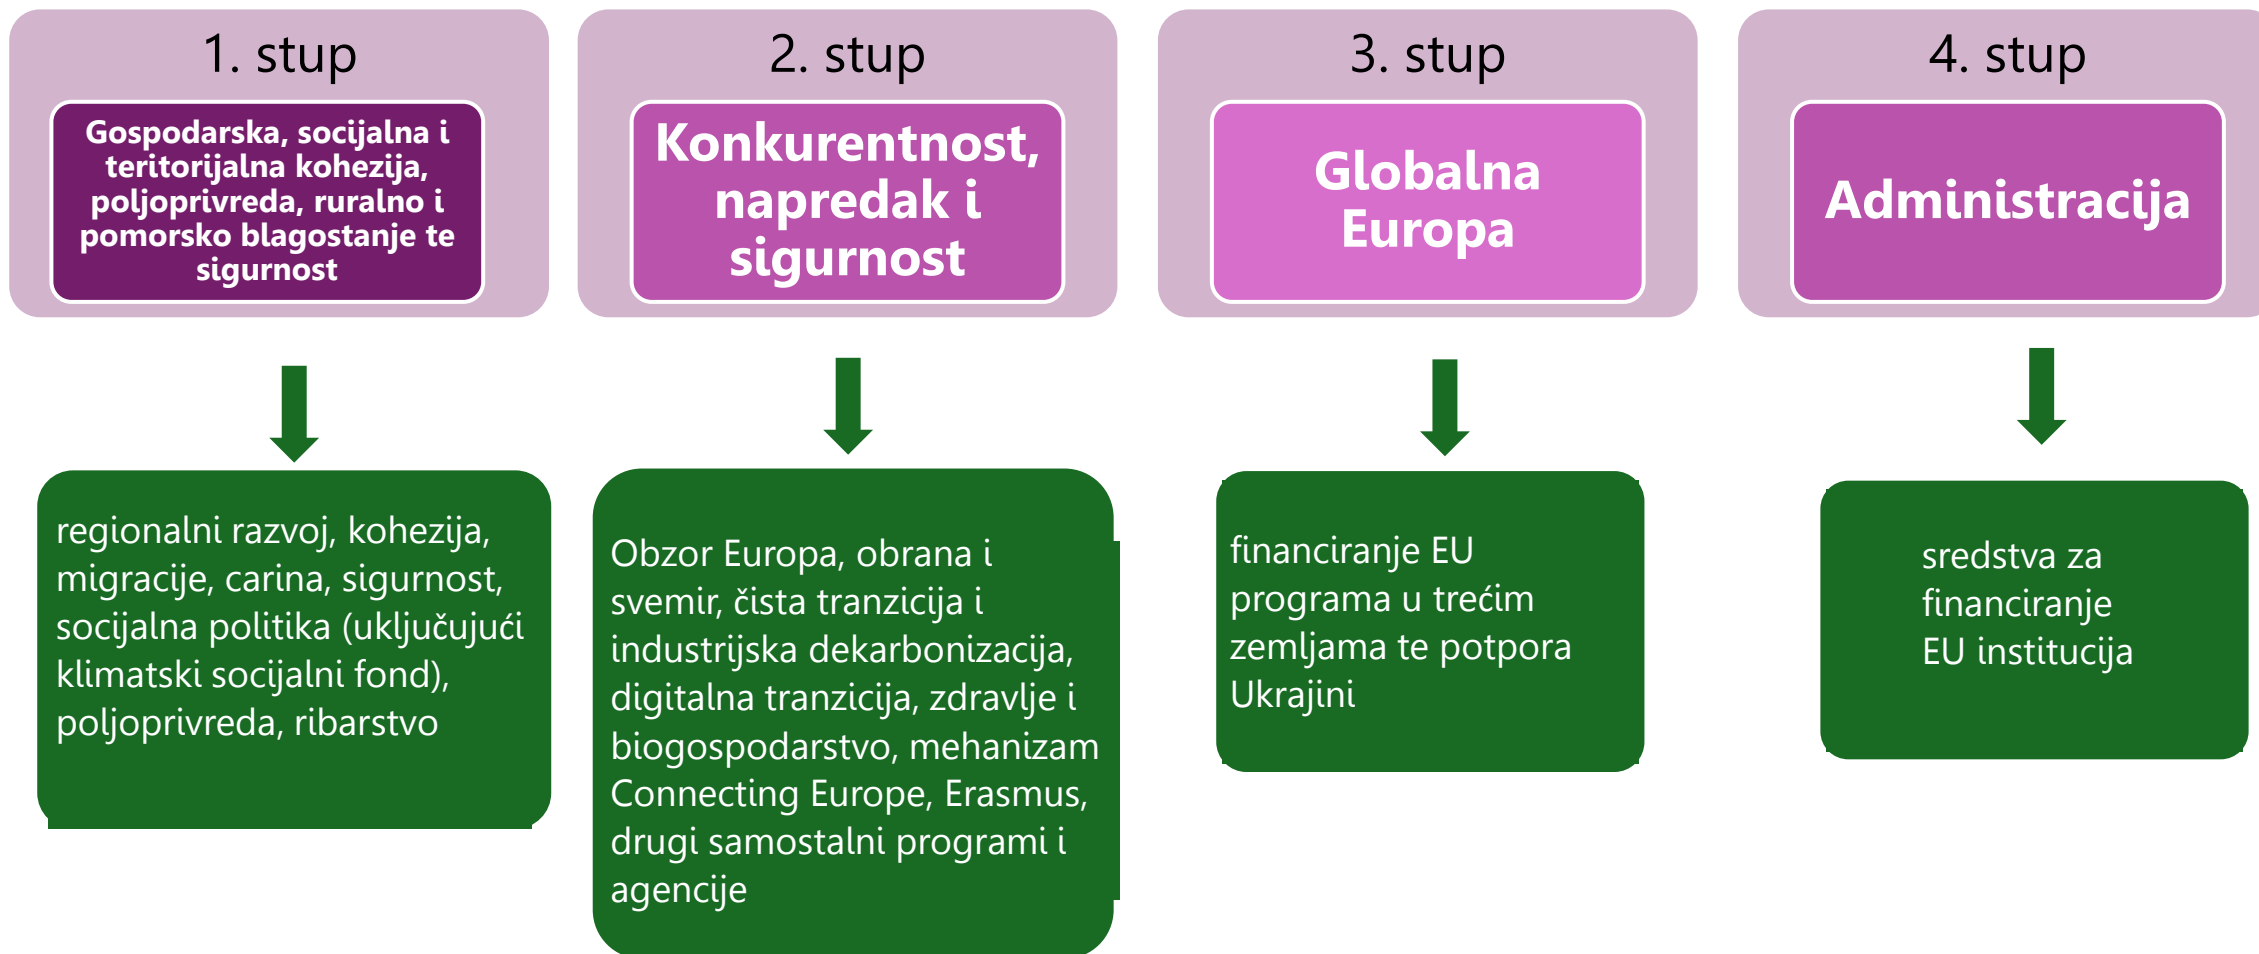 1. stup
Gospodarska, socijalna i
teritorijalna kohezija,
poljoprivreda, ruralno i
pomorsko blagostanje te
sigurnost
regionalni razvoj, kohezija,
migracije, carina, sigurnost,
socijalna politika (uključujući
klimatski socijalni fond),
poljoprivreda, ribarstvo
2. stup
Konkurentnost,
napredak i
sigurnost
Obzor Europa, obrana i
svemir, čista tranzicija i
industrijska dekarbonizacija,
digitalna tranzicija, zdravlje i
biogospodarstvo, mehanizam
Connecting Europe, Erasmus,
drugi samostalni programi i
agencije
3. stup
Globalna
Europa
financiranje EU
programa u trećim
zemljama te potpora
Ukrajini
4. stup
Administracija
sredstva za
financiranje
EU institucija